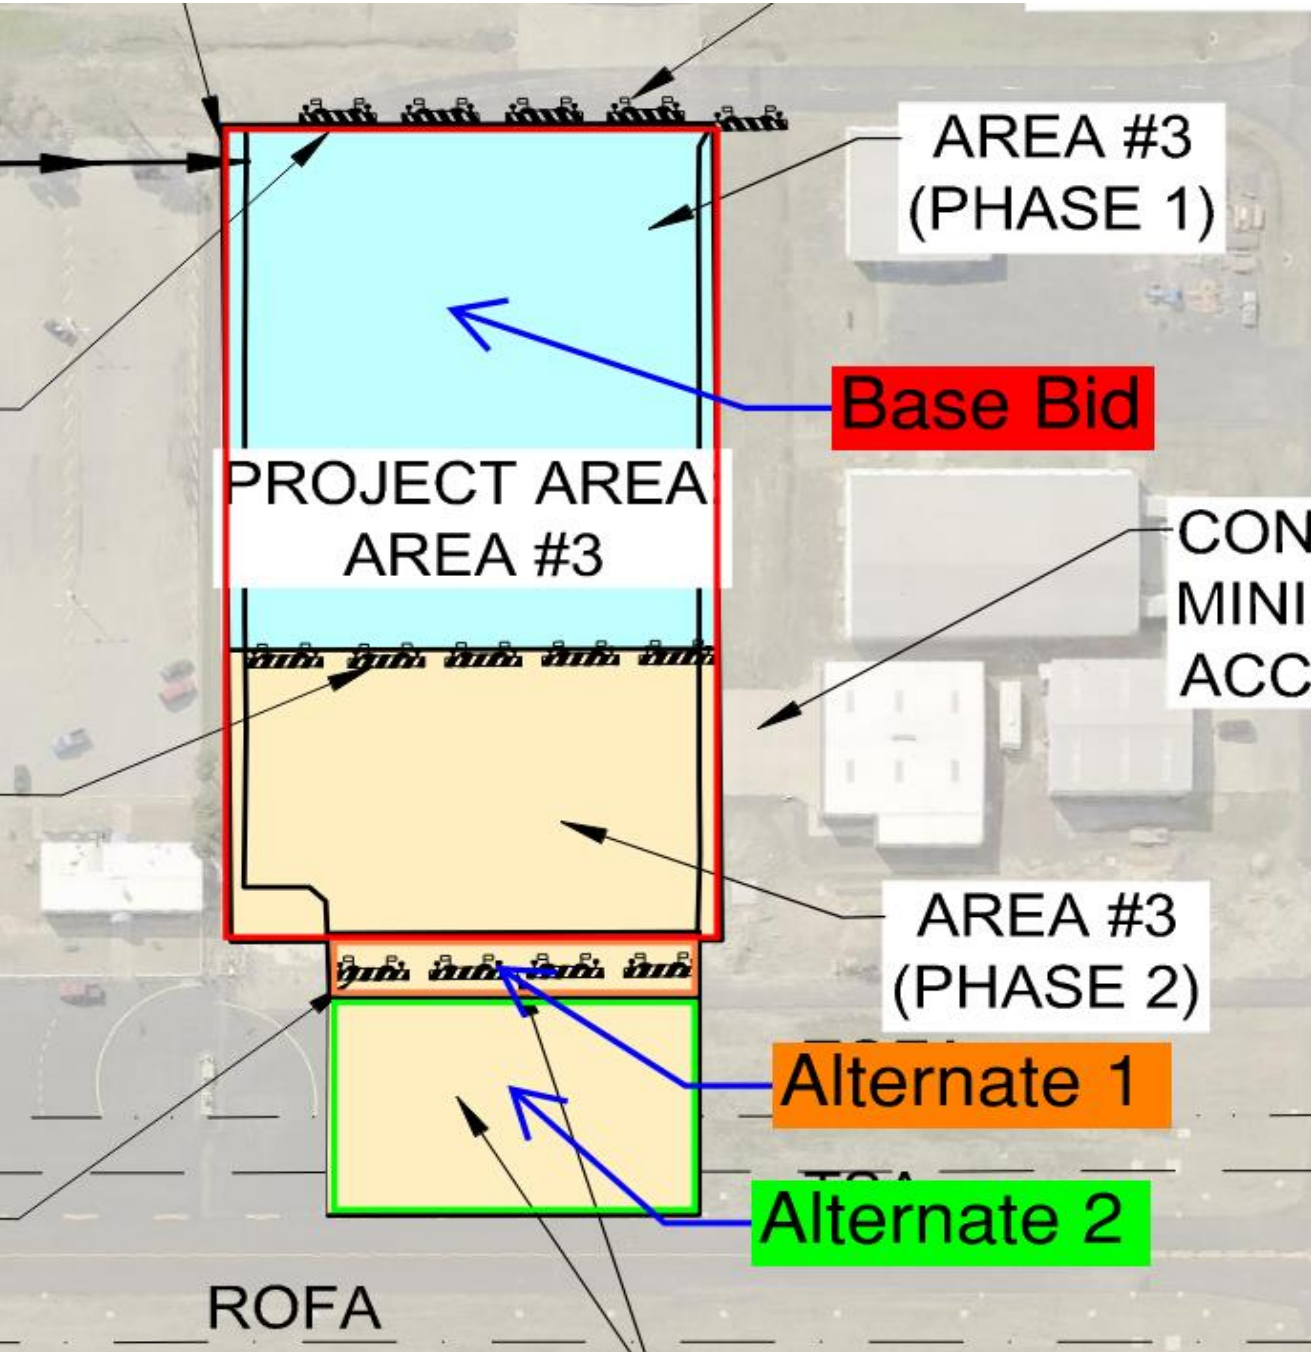 AREA #3
(PHASE 1)
Base Bid
PROJECT AREA
AREA #3
CON
MINI
ACC
AREA #3
(PHASE 2)
Alternate 1
Alternate 2
ROFA